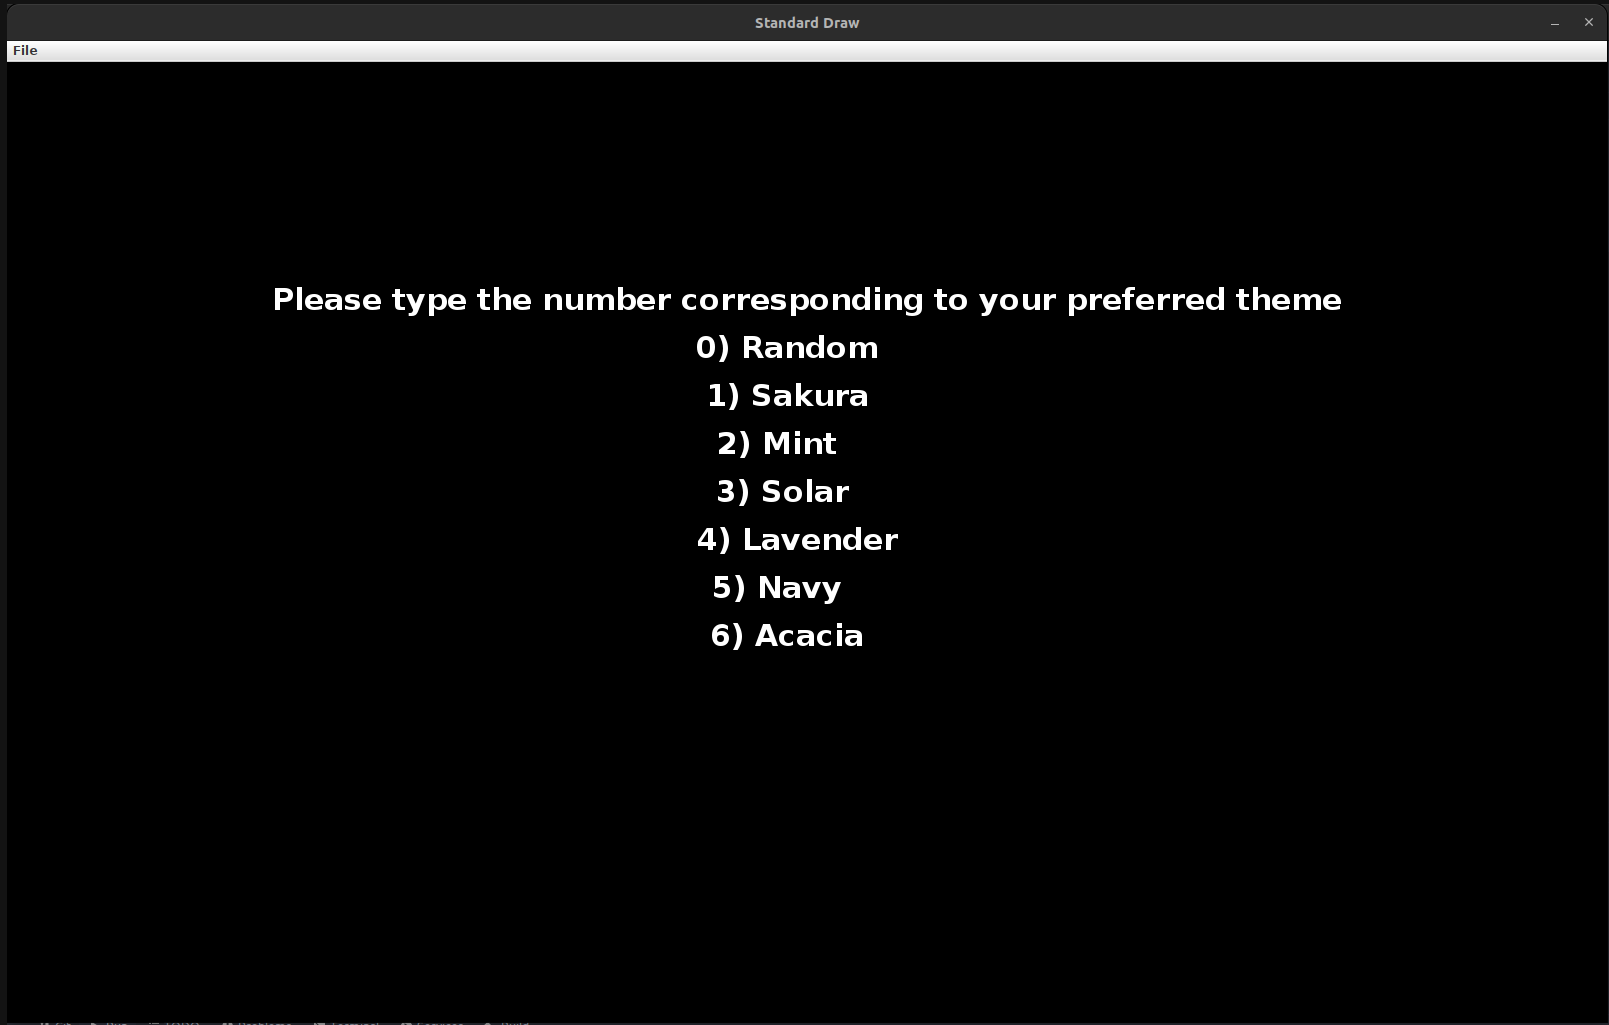 Standard Draw
File
Please type the number corresponding to your preferred theme
0) Random
1) Sakura
2) Mint
3) Solar
4) Lavender
5) Navy
6) Acacia